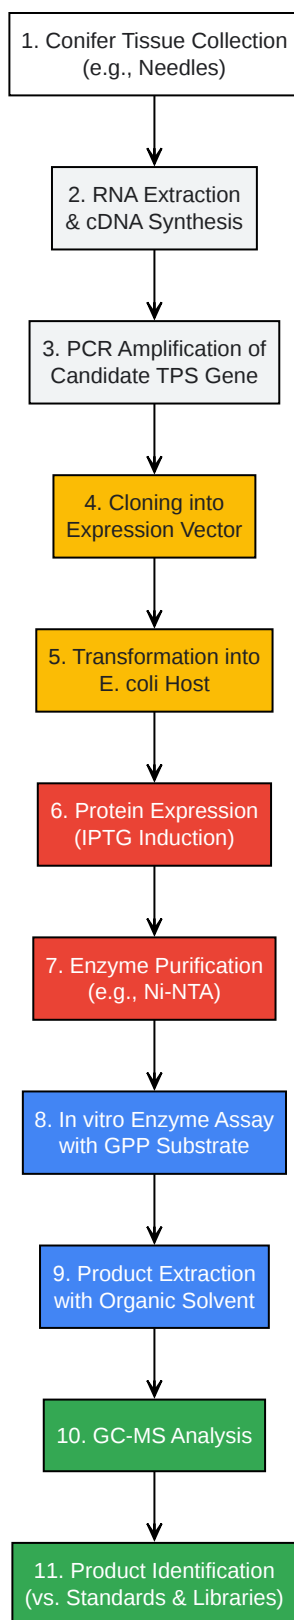 1. Conifer Tissue Collection
(e.g., Needles)
2. RNA Extraction
& cDNA Synthesis
3. PCR Amplification of
Candidate TPS Gene
4. Cloning into
Expression Vector
5. Transformation into
E. coli Host
6. Protein Expression
(IPTG Induction)
7. Enzyme Purification
(e.g., Ni-NTA)
8. In vitro Enzyme Assay
with GPP Substrate
9. Product Extraction
with Organic Solvent
10. GC-MS Analysis
11. Product Identification
(vs. Standards & Libraries)